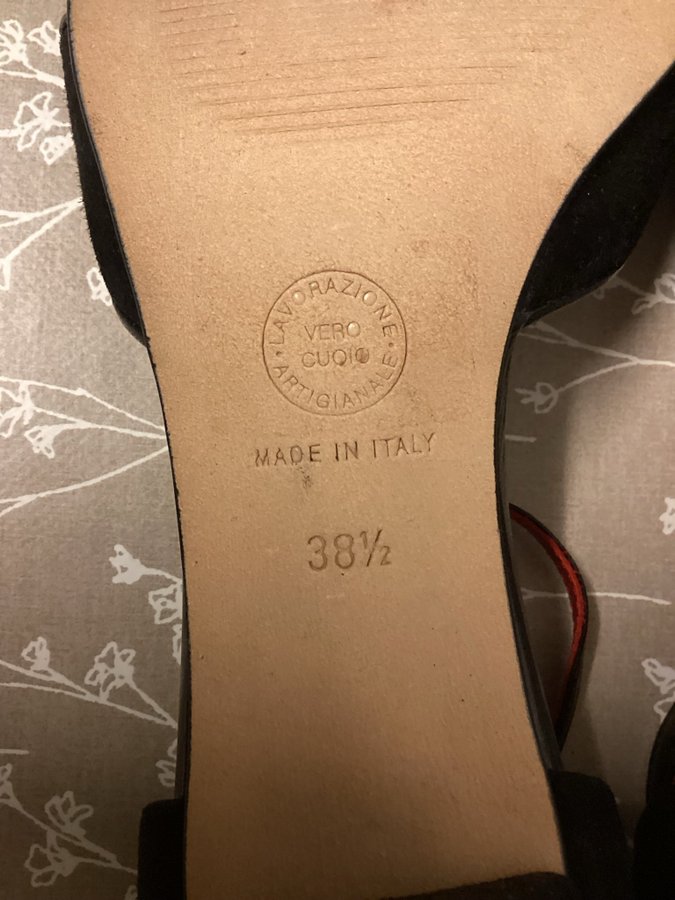 LAVORAZIONE
VERO
CUOIO
ARTIGIANALE
MADE IN ITALY
38½